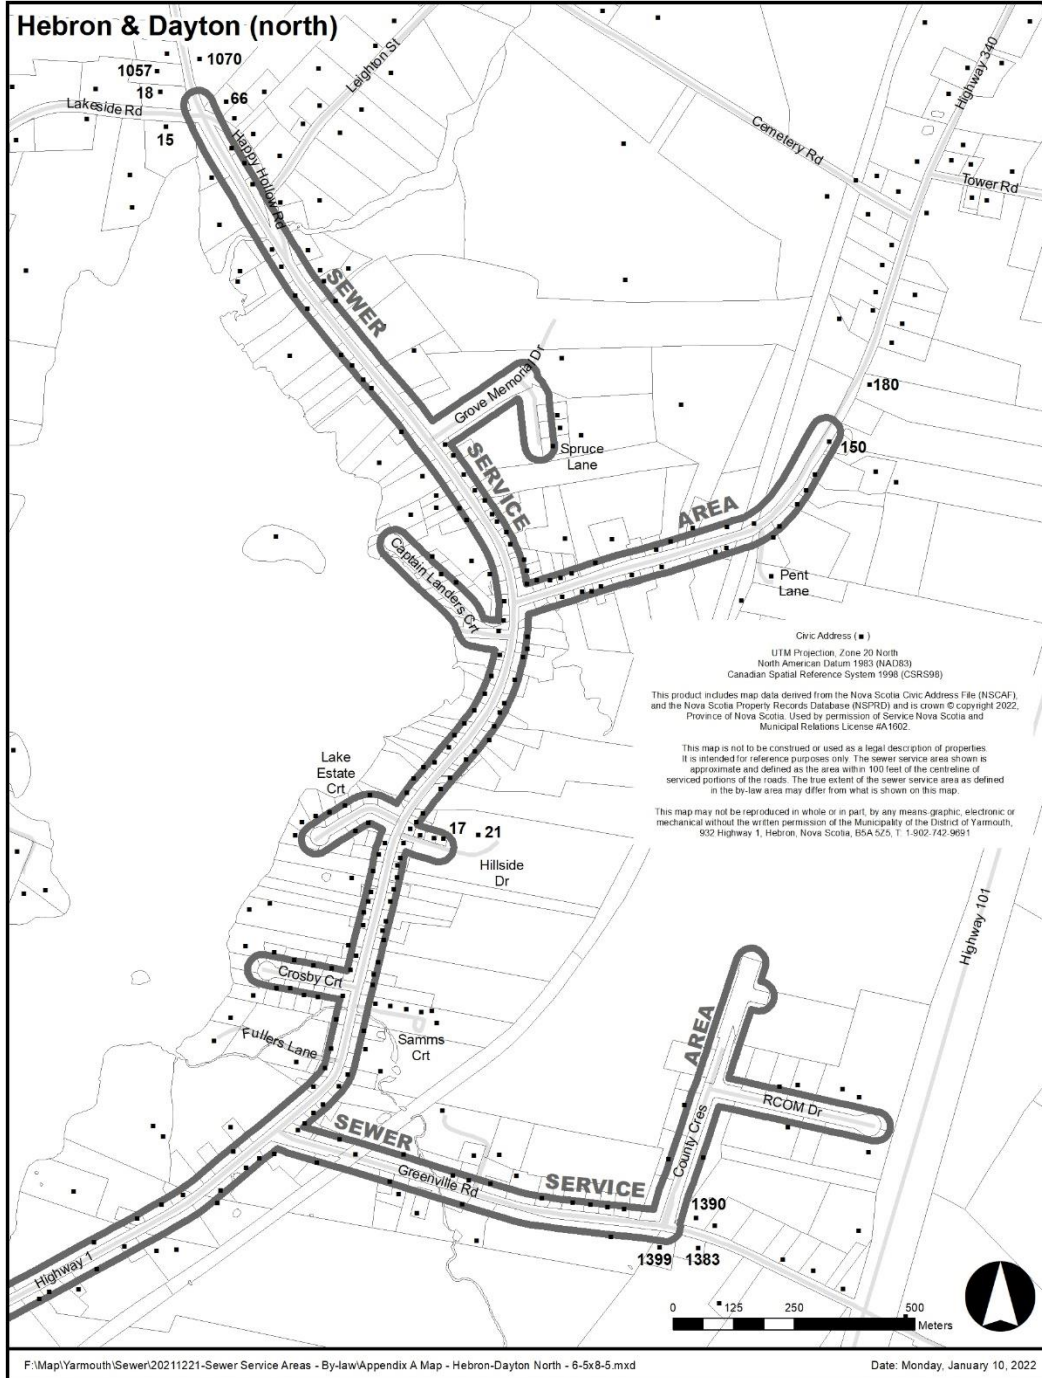 Hebron & Dayton (north)
1070
1057
18
66
Lakeside Rd
15
Happy Hollow Rd
Leighton St
Highway 340
Cemetery Rd
Tower Rd
SEWER
Grove Memorial Dr
180
150
Spruce
Lane
SERVICE
AREA
Captain Landers Crt
Pent
Lane
Civic Address ( ■ )
UTM Projection, Zone 20 North
North American Datum 1983 (NAD83)
Canadian Spatial Reference System 1998 (CSRS98)
This product includes map data derived from the Nova Scotia Civic Address File (NSCAF),
and the Nova Scotia Property Records Database (NSPRD) and is crown © copyright 2022,
Province of Nova Scotia. Used by permission of Service Nova Scotia and
Municipal Relations License #A1602.
This map is not to be construed or used as a legal description of properties.
It is intended for reference purposes only. The sewer service area shown is
approximate and defined as the area within 100 feet of the centreline of
serviced portions of the roads. The true extent of the sewer service area as defined
in the by-law area may differ from what is shown on this map.
This map may not be reproduced in whole or in part, by any means-graphic, electronic or
mechanical without the written permission of the Municipality of the District of Yarmouth,
932 Highway 1, Hebron, Nova Scotia, B5A 5Z5, T: 1-902-742-9691
Lake
Estate
Crt
17
21
Hillside
Dr
Highway 101
Crosby Crt
Fullers Lane
Samms
Crt
AREA
RCOM Dr
County Cres
SEWER
Greenville Rd
SERVICE
1390
1399
1383
Highway 1
0 125 250 500
Meters
F:\Map\Yarmouth\Sewer\20211221-Sewer Service Areas - By-law\Appendix A Map - Hebron-Dayton North - 6-5x8-5.mxd
Date: Monday, January 10, 2022